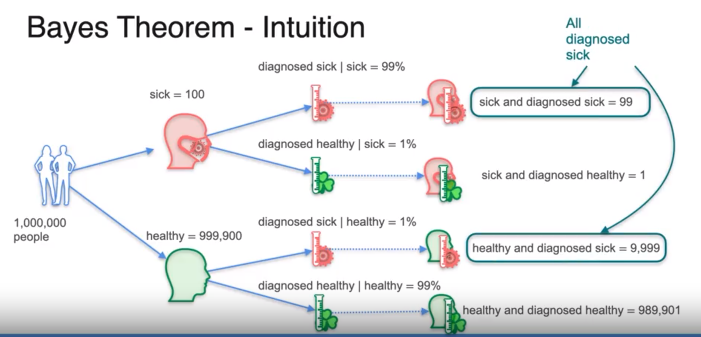 Bayes Theorem - Intuition
All
diagnosed
sick
diagnosed sick | sick = 99%
sick = 100
sick and diagnosed sick = 99
diagnosed healthy | sick = 1%
sick and diagnosed healthy = 1
1,000,000
people
diagnosed sick | healthy = 1%
healthy = 999,900
healthy and diagnosed sick = 9,999
diagnosed healthy | healthy = 99%
healthy and diagnosed healthy = 989,901